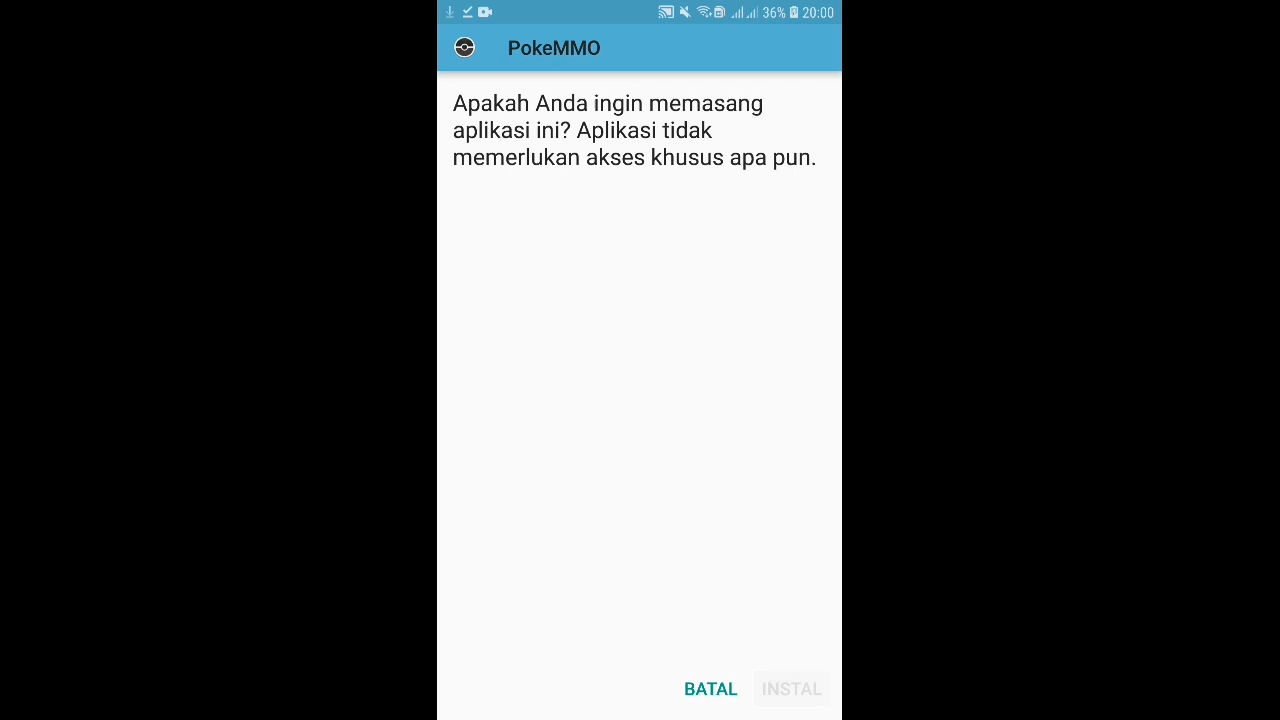 36% 20:00
PokeMMO
Apakah Anda ingin memasang
aplikasi ini? Aplikasi tidak
memerlukan akses khusus apa pun.
BATAL INSTAL